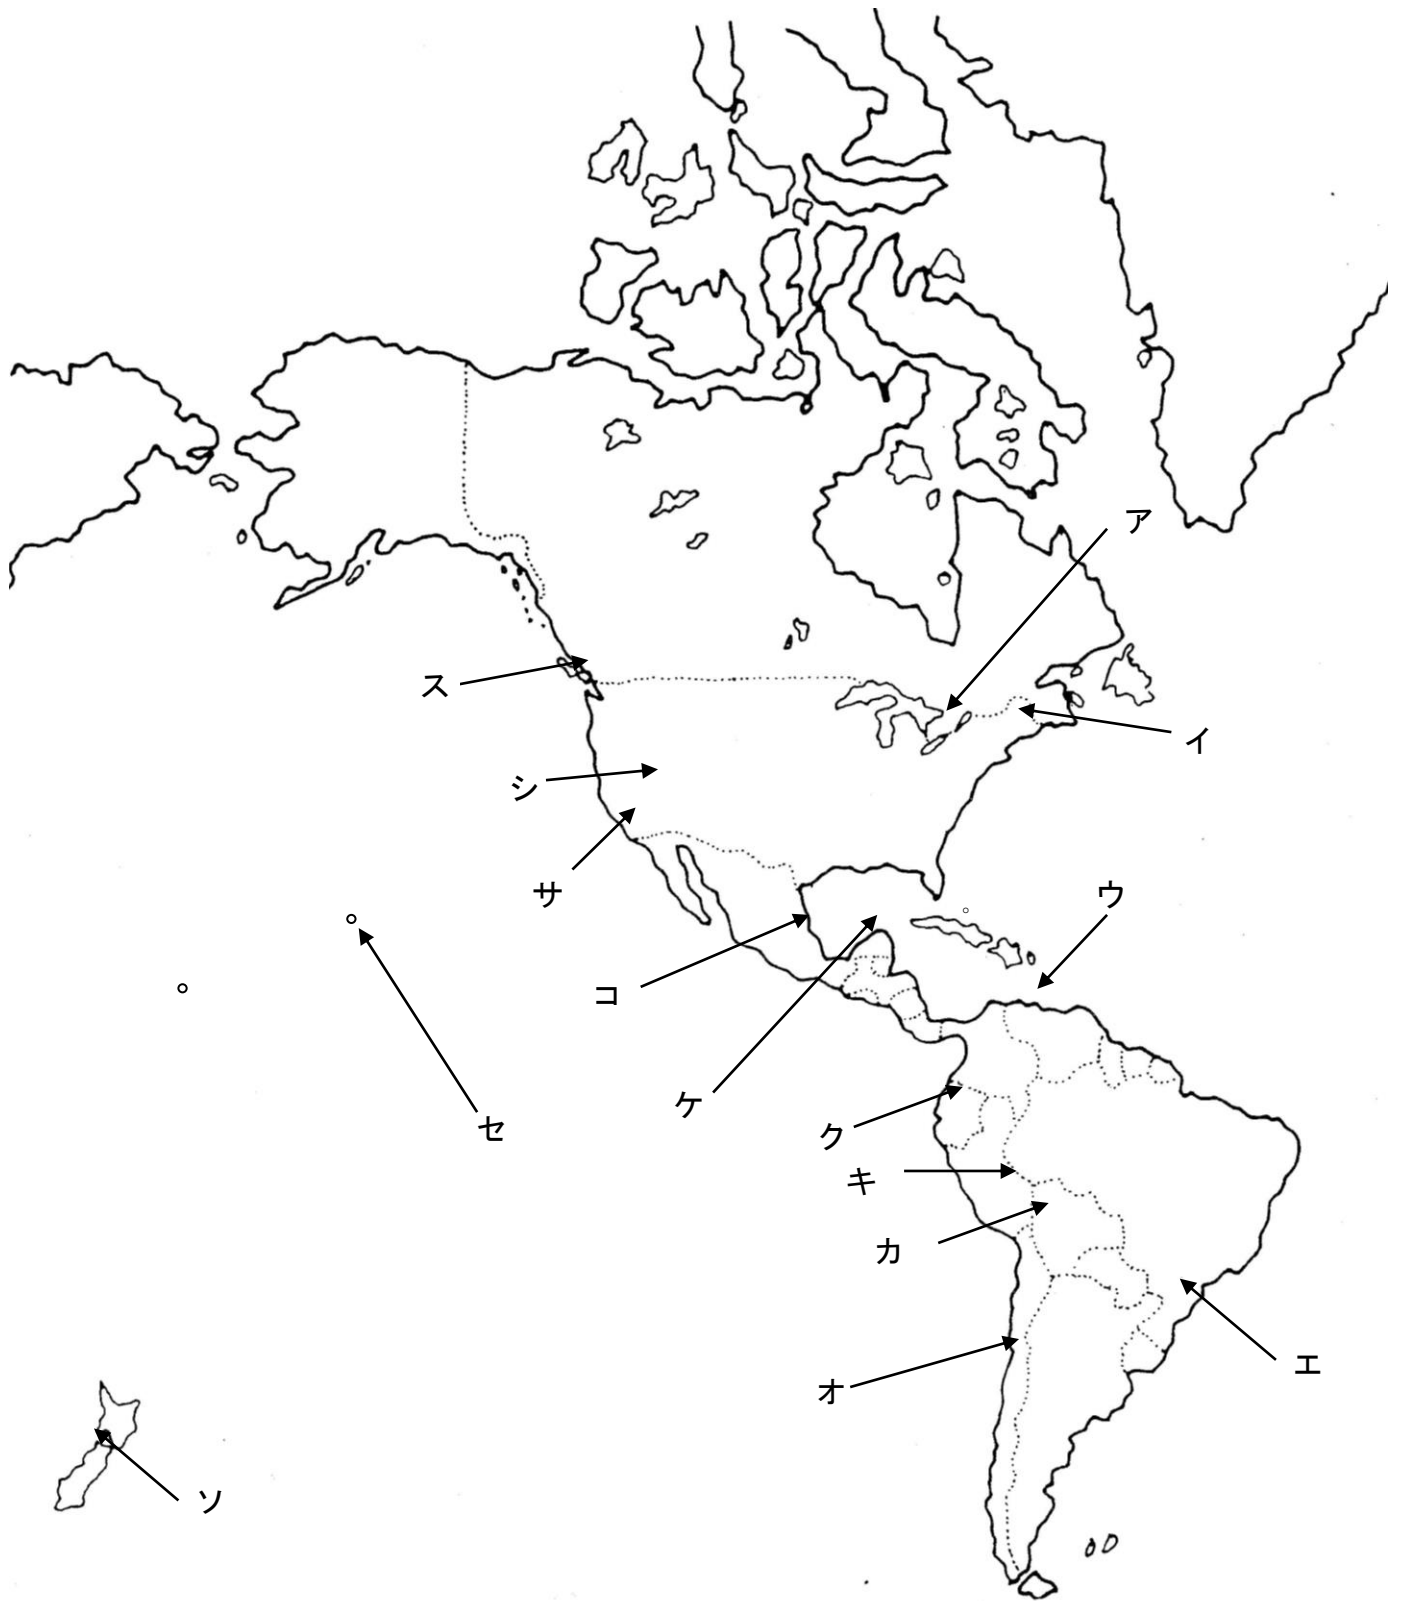 ア
ス
イ
シ
サ
ウ
コ
ケ
セ
ク
キ
カ
エ
オ
ソ